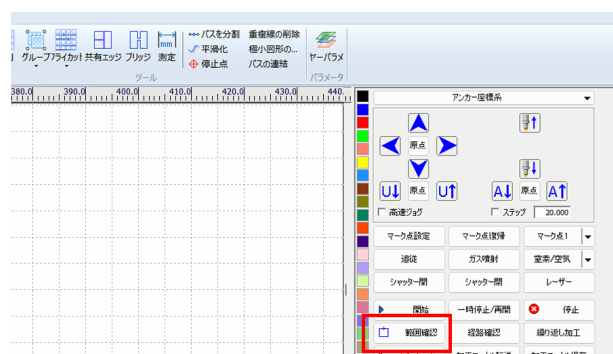 グループ フライカット 共有エッジ ブリッジ 測定
mm
パスを分割 重複線の削除
平滑化 極小図形の...
停止点 パスの連結
ヤーパラメ
ツール
パラメータ
380.0 390.0 400.0 410.0 420.0 430.0 440.
アンカー座標系
原点
U U A 原点 A
原点
高速ジョグ ステップ 20.000
マーク点設定 マーク点復帰 マーク点1
追従 ガス噴射 窒素/空気
シャッター開 シャッター閉 レーザー
開始 一時停止/再開 停止
範囲確認 経路確認 繰り返し加工